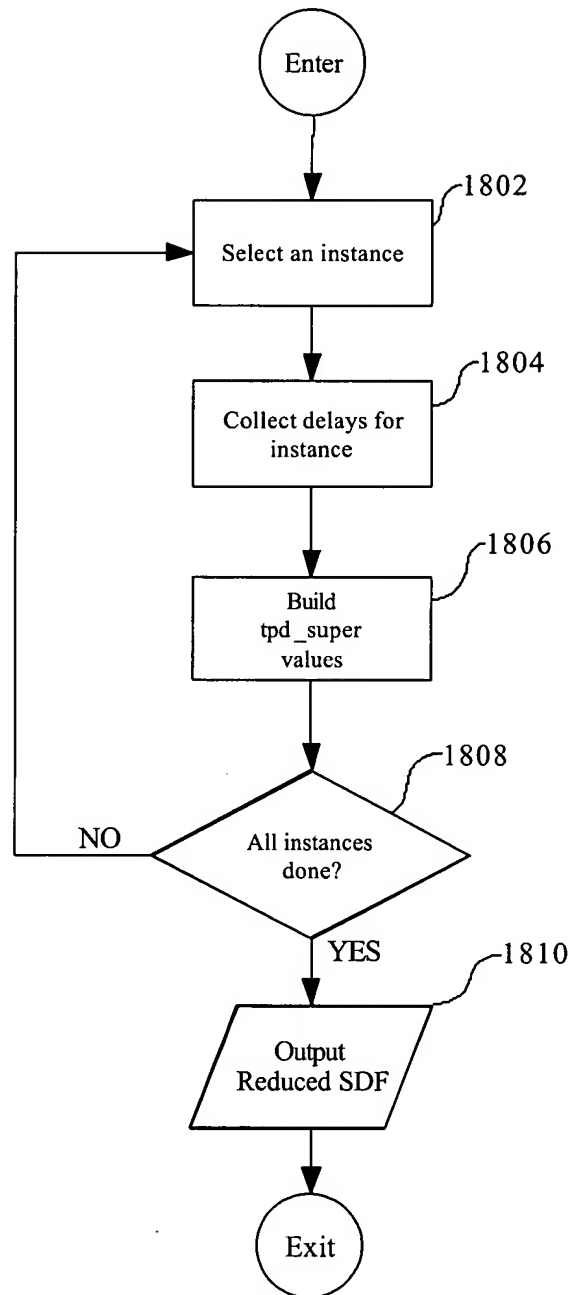 Enter
1802
Select an instance
1804
Collect delays for
instance
1806
Build
tpd_super
values
1808
NO
All instances
done?
YES
1810
Output
Reduced SDF
Exit